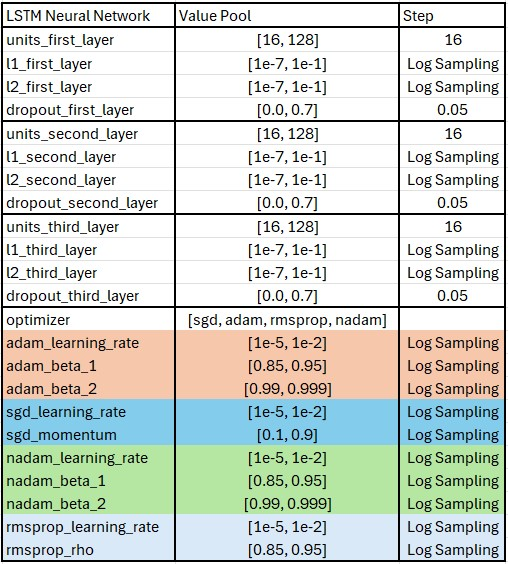 LSTM Neural Network Value Pool Step
units_first_layer [16, 128] 16
l1_first_layer [1e-7, 1e-1] Log Sampling
l2_first_layer [1e-7, 1e-1] Log Sampling
dropout_first_layer [0.0, 0.7] 0.05
units_second_layer [16, 128] 16
l1_second_layer [1e-7, 1e-1] Log Sampling
l2_second_layer [1e-7, 1e-1] Log Sampling
dropout_second_layer [0.0, 0.7] 0.05
units_third_layer [16, 128] 16
l1_third_layer [1e-7, 1e-1] Log Sampling
l2_third_layer [1e-7, 1e-1] Log Sampling
dropout_third_layer [0.0, 0.7] 0.05
optimizer [sgd, adam, rmsprop, nadam]
adam_learning_rate [1e-5, 1e-2] Log Sampling
adam_beta_1 [0.85, 0.95] Log Sampling
adam_beta_2 [0.99, 0.999] Log Sampling
sgd_learning_rate [1e-5, 1e-2] Log Sampling
sgd_momentum [0.1, 0.9] Log Sampling
nadam_learning_rate [1e-5, 1e-2] Log Sampling
nadam_beta_1 [0.85, 0.95] Log Sampling
nadam_beta_2 [0.99, 0.999] Log Sampling
rmsprop_learning_rate [1e-5, 1e-2] Log Sampling
rmsprop_rho [0.85, 0.95] Log Sampling